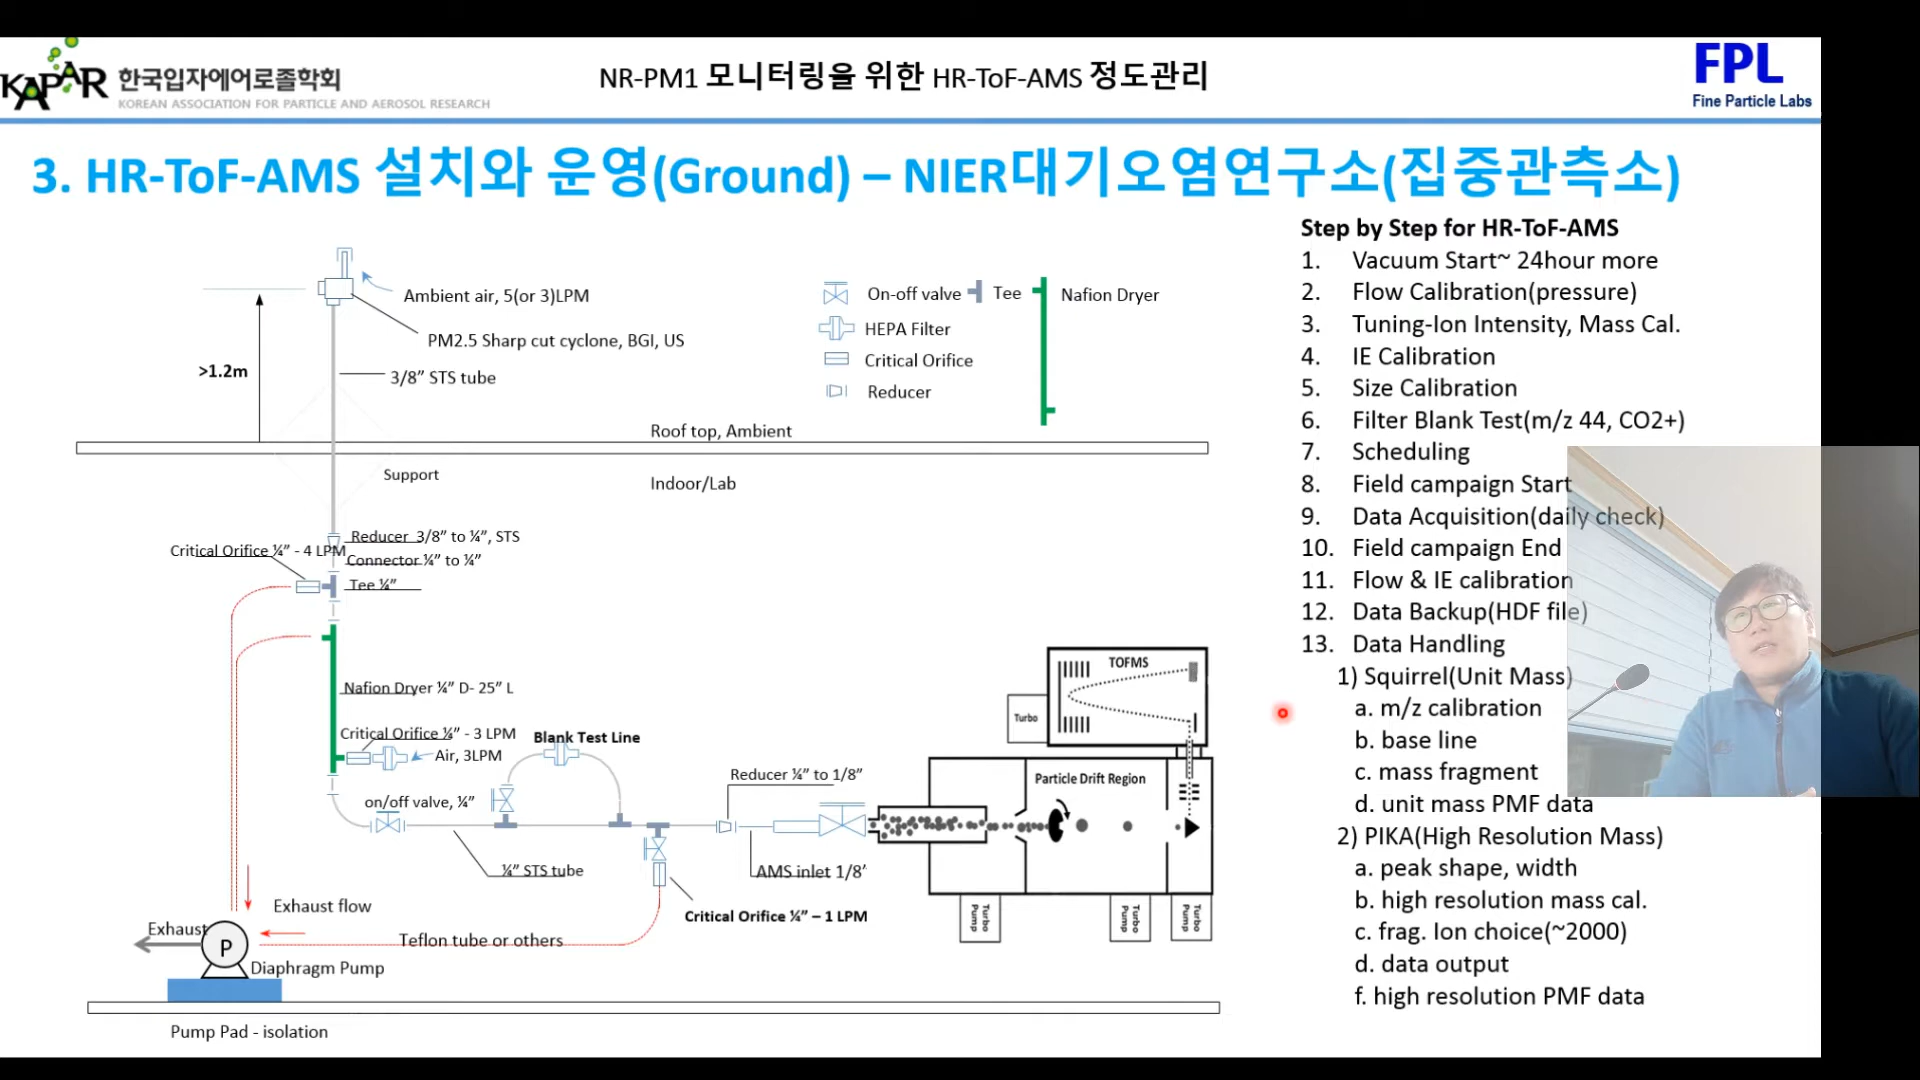 KAPAR 한국입자에어로졸학회
KOREAN ASSOCIATION FOR PARTICLE AND AEROSOL RESEARCH
NR-PM1 모니터링을 위한 HR-ToF-AMS 정도관리
FPL
Fine Particle Labs
3. HR-ToF-AMS 설치와 운영(Ground) – NIER대기오염연구소(집중관측소)
Ambient air, 5(or 3)LPM
PM2.5 Sharp cut cyclone, BGI, US
>1.2m
3/8” STS tube
On-off valve
Tee
Nafion Dryer
HEPA Filter
Critical Orifice
Reducer
Roof top, Ambient
Support
Indoor/Lab
Reducer 3/8” to ¼”, STS
Critical Orifice ¼” - 4 LPM
Connector ¼” to ¼”
Tee ¼”
Nafion Dryer ¼” D- 25” L
Critical Orifice ¼” - 3 LPM
Air, 3LPM
Blank Test Line
on/off valve, ¼”
Reducer ¼” to 1/8”
¼” STS tube
AMS inlet 1/8’
Critical Orifice ¼” – 1 LPM
Exhaust flow
Exhaust
Teflon tube or others
P
Diaphragm Pump
Pump Pad - isolation
TOFMS
Turbo
Particle Drift Region
Turbo Pump
Turbo Pump
Turbo Pump
Step by Step for HR-ToF-AMS
1. Vacuum Start~ 24hour more
2. Flow Calibration(pressure)
3. Tuning-Ion Intensity, Mass Cal.
4. IE Calibration
5. Size Calibration
6. Filter Blank Test(m/z 44, CO2+)
7. Scheduling
8. Field campaign Start
9. Data Acquisition(daily check)
10. Field campaign End
11. Flow & IE calibration
12. Data Backup(HDF file)
13. Data Handling
1) Squirrel(Unit Mass)
a. m/z calibration
b. base line
c. mass fragment
d. unit mass PMF data
2) PIKA(High Resolution Mass)
a. peak shape, width
b. high resolution mass cal.
c. frag. Ion choice(~2000)
d. data output
f. high resolution PMF data